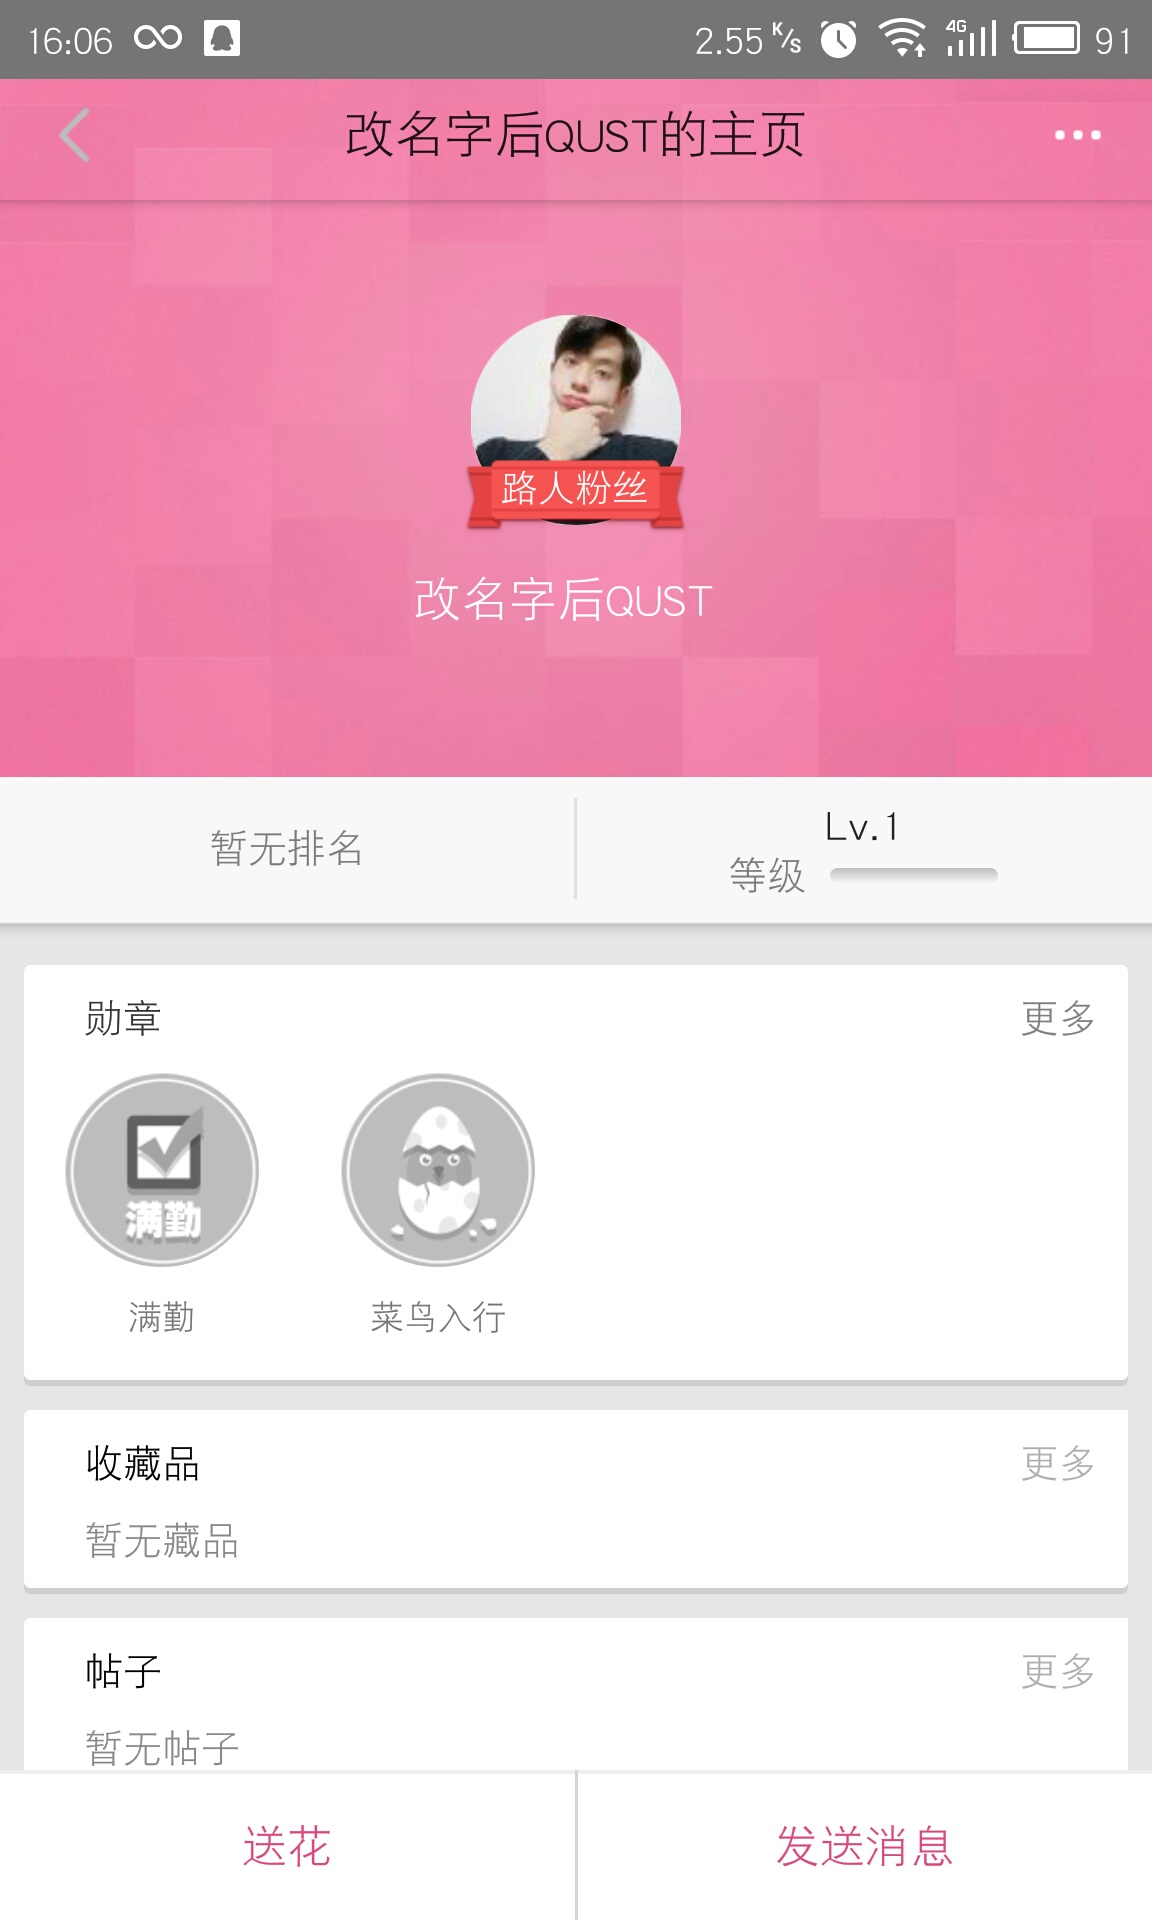 16:06 2.55 K/s 4G 91
改名字后QUST的主页
路人粉丝
改名字后QUST
暂无排名
Lv.1
等级
勋章 更多
满勤
满勤 菜鸟入行
收藏品 更多
暂无藏品
帖子 更多
暂无帖子
送花 发送消息